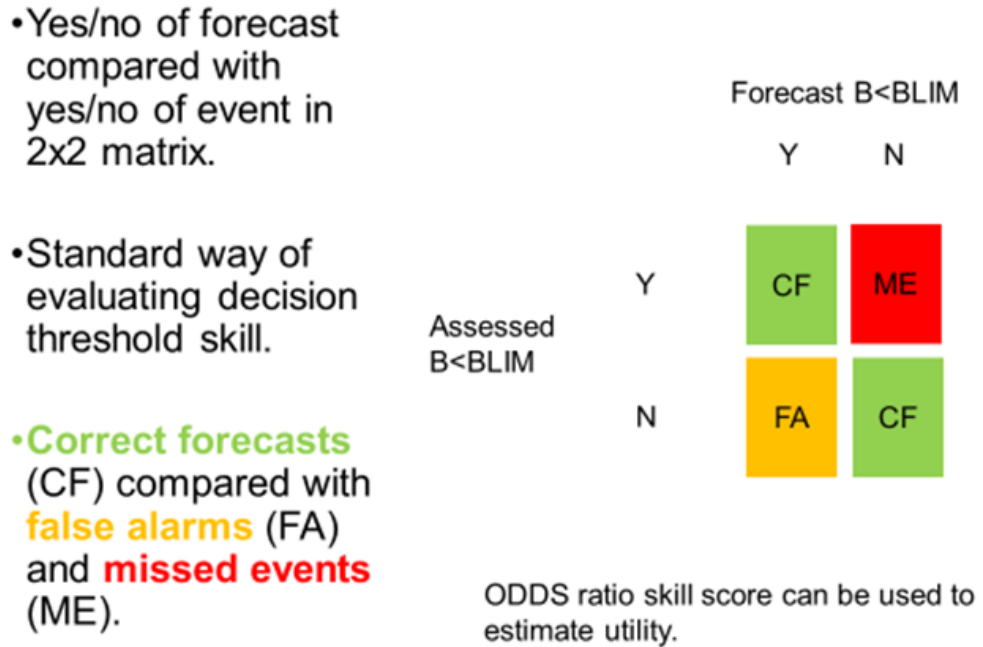 •Yes/no of forecast
compared with
yes/no of event in
2x2 matrix.
•Standard way of
evaluating decision
threshold skill.
•Correct forecasts
(CF) compared with
false alarms (FA)
and missed events
(ME).
Forecast B<BLIM
Y N
Assessed
B<BLIM
Y CF ME
N FA CF
ODDS ratio skill score can be used to
estimate utility.